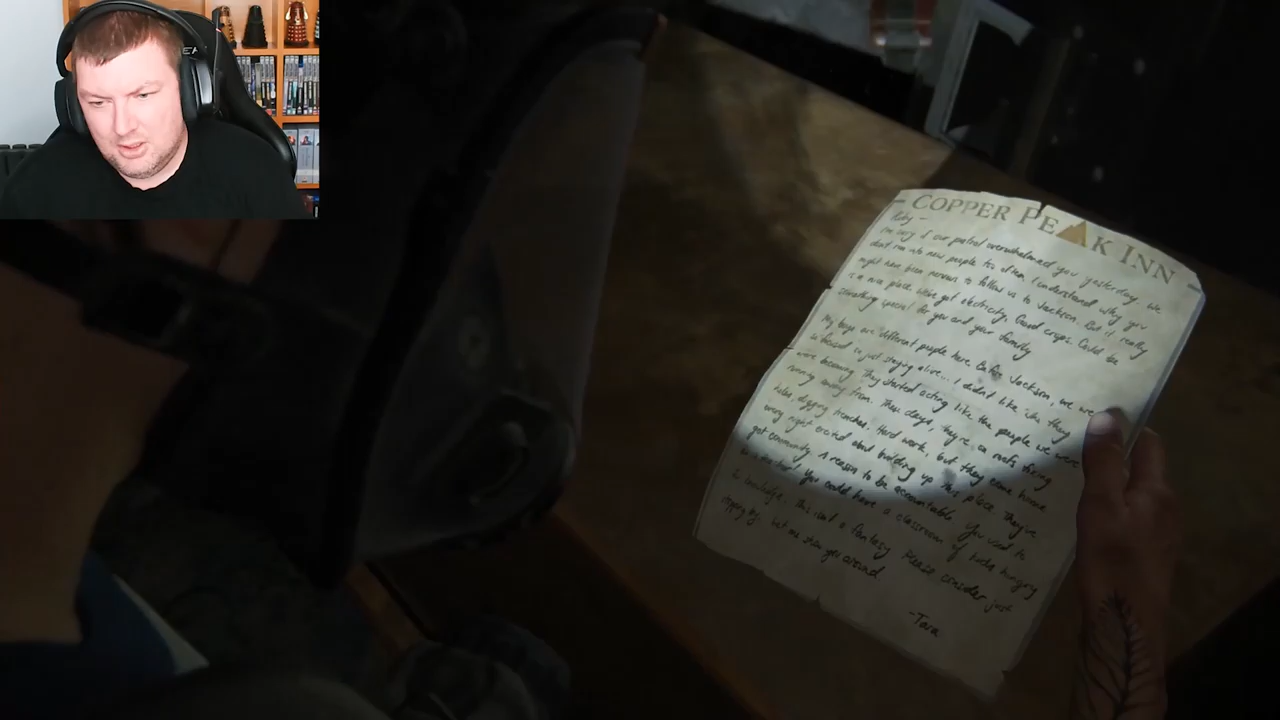 COPPER PEAK INN
Ruby -
I'm sorry if our patrol overwhelmed you yesterday. We
don't run into new people too often. I understand why you
might have been nervous to follow us to Jackson. But it really
is a nice place. We've got electricity. Good crops. Could be
something special for you and your family
My boys are different people here. Before Jackson, we were
so focused on just staying alive... I didn't like who they
were becoming. They started acting like the people we were
running away from. These days, they're on roofs fixing
holes, digging trenches. Hard work, but they come home
every night excited about building up this place. They've
got community. A reason to be accountable. You used to
be a You could have a classroom of kids hungry
for knowledge. This isn't a fantasy. Please consider just
stopping by. Let me show you around
-Tara